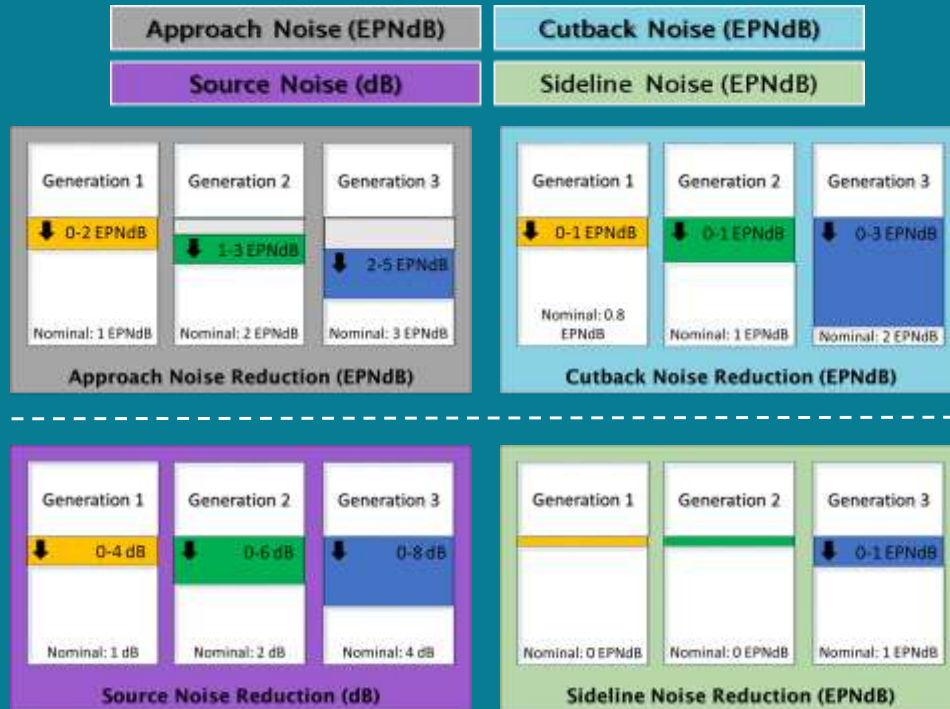 Approach Noise (EPNdB)
Cutback Noise (EPNdB)
Source Noise (dB)
Sideline Noise (EPNdB)
Generation 1
Generation 2
Generation 3
0-2 EPNdB
1-3 EPNdB
2-5 EPNdB
Nominal: 1 EPNdB
Nominal: 2 EPNdB
Nominal: 3 EPNdB
Approach Noise Reduction (EPNdB)
Generation 1
Generation 2
Generation 3
0-1 EPNdB
0-1 EPNdB
0-3 EPNdB
Nominal: 0.8
EPNdB
Nominal: 1 EPNdB
Nominal: 2 EPNdB
Cutback Noise Reduction (EPNdB)
Generation 1
Generation 2
Generation 3
0-4 dB
0-6 dB
0-8 dB
Nominal: 1 dB
Nominal: 2 dB
Nominal: 4 dB
Source Noise Reduction (dB)
Generation 1
Generation 2
Generation 3
0-1 EPNdB
Nominal: 0 EPNdB
Nominal: 0 EPNdB
Nominal: 1 EPNdB
Sideline Noise Reduction (EPNdB)